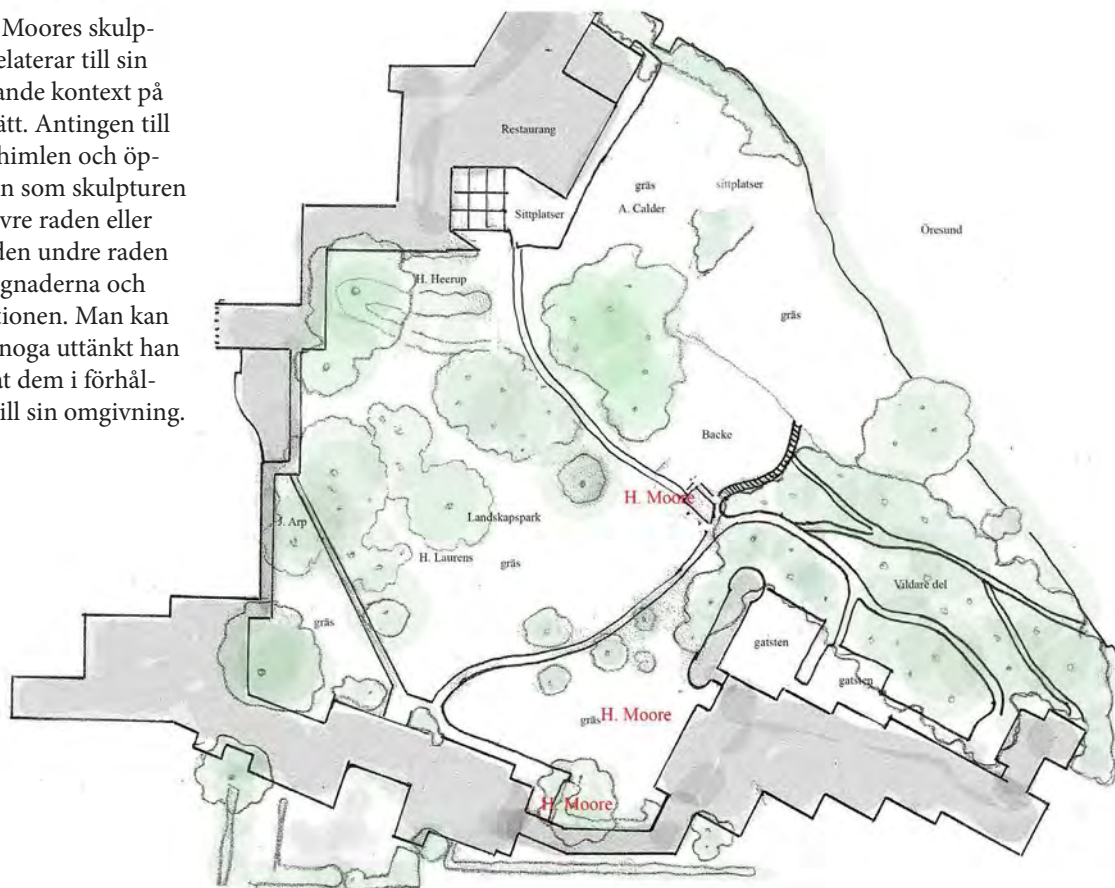 Moores skulp-
elaterar till sin
ande kontext på
ätt. Antingen till
himlen och öp-
n som skulpturen
vre raden eller
den undre raden
gnaderna och
tionen. Man kan
noga uttänkt han
at dem i förhål-
ill sin omgivning.
Restaurang
gräs
sittplatser
A. Calder
Sittplatser
Öresund
H. Heerup
gräs
Backe
H. Moore
J. Arp
Landskapspark
H. Laurens
gräs
Vildare del
gräs
gatsten
gatsten
gräs
H. Moore
H. Moore